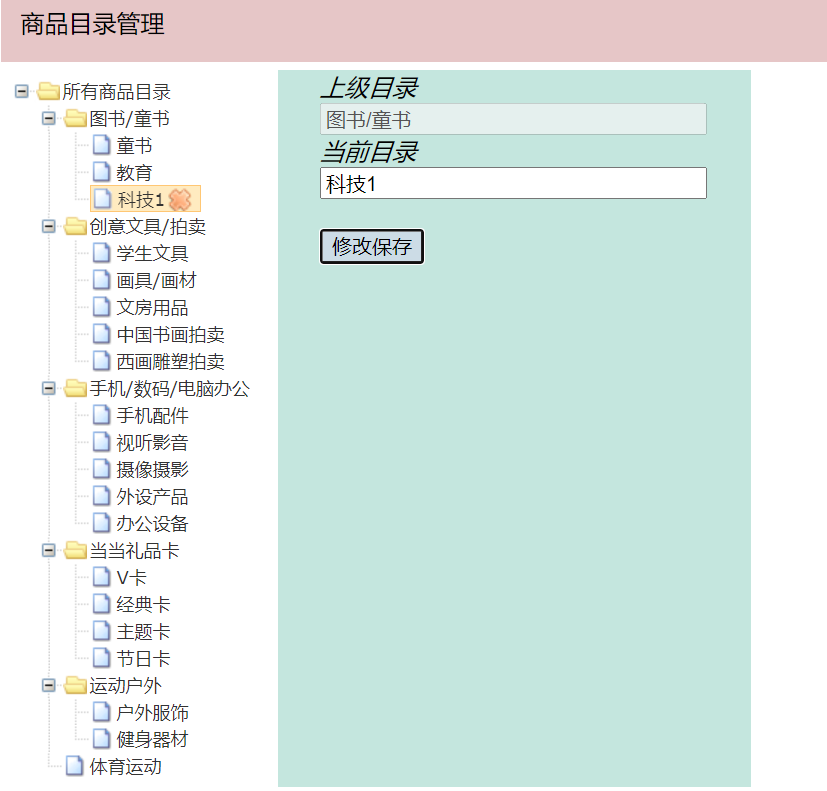 商品目录管理
所有商品目录
图书/童书
童书
教育
科技1
创意文具/拍卖
学生文具
画具/画材
文房用品
中国书画拍卖
西画雕塑拍卖
手机/数码/电脑办公
手机配件
视听影音
摄像摄影
外设产品
办公设备
当当礼品卡
V卡
经典卡
主题卡
节日卡
运动户外
户外服饰
健身器材
体育运动
上级目录
图书/童书
当前目录
科技1
修改保存